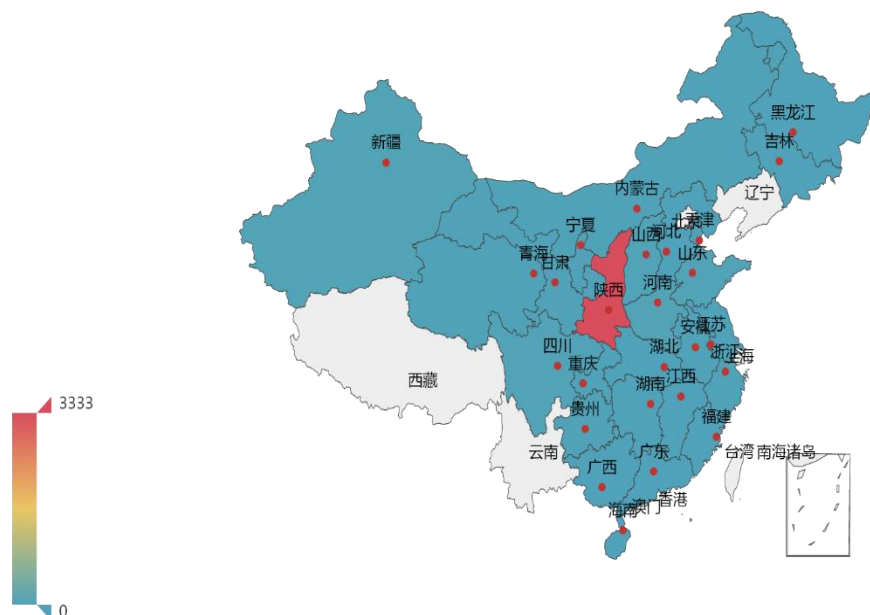 黑龙江
新疆
吉林
内蒙古
辽宁
宁夏
北京
天津
山西
河北
山东
青海
甘肃
陕西
河南
安徽
江苏
四川
重庆
湖北
浙江
上海
西藏
湖南
江西
贵州
福建
云南
广西
广东
台湾
南海诸岛
海南
澳门
香港
3333
0